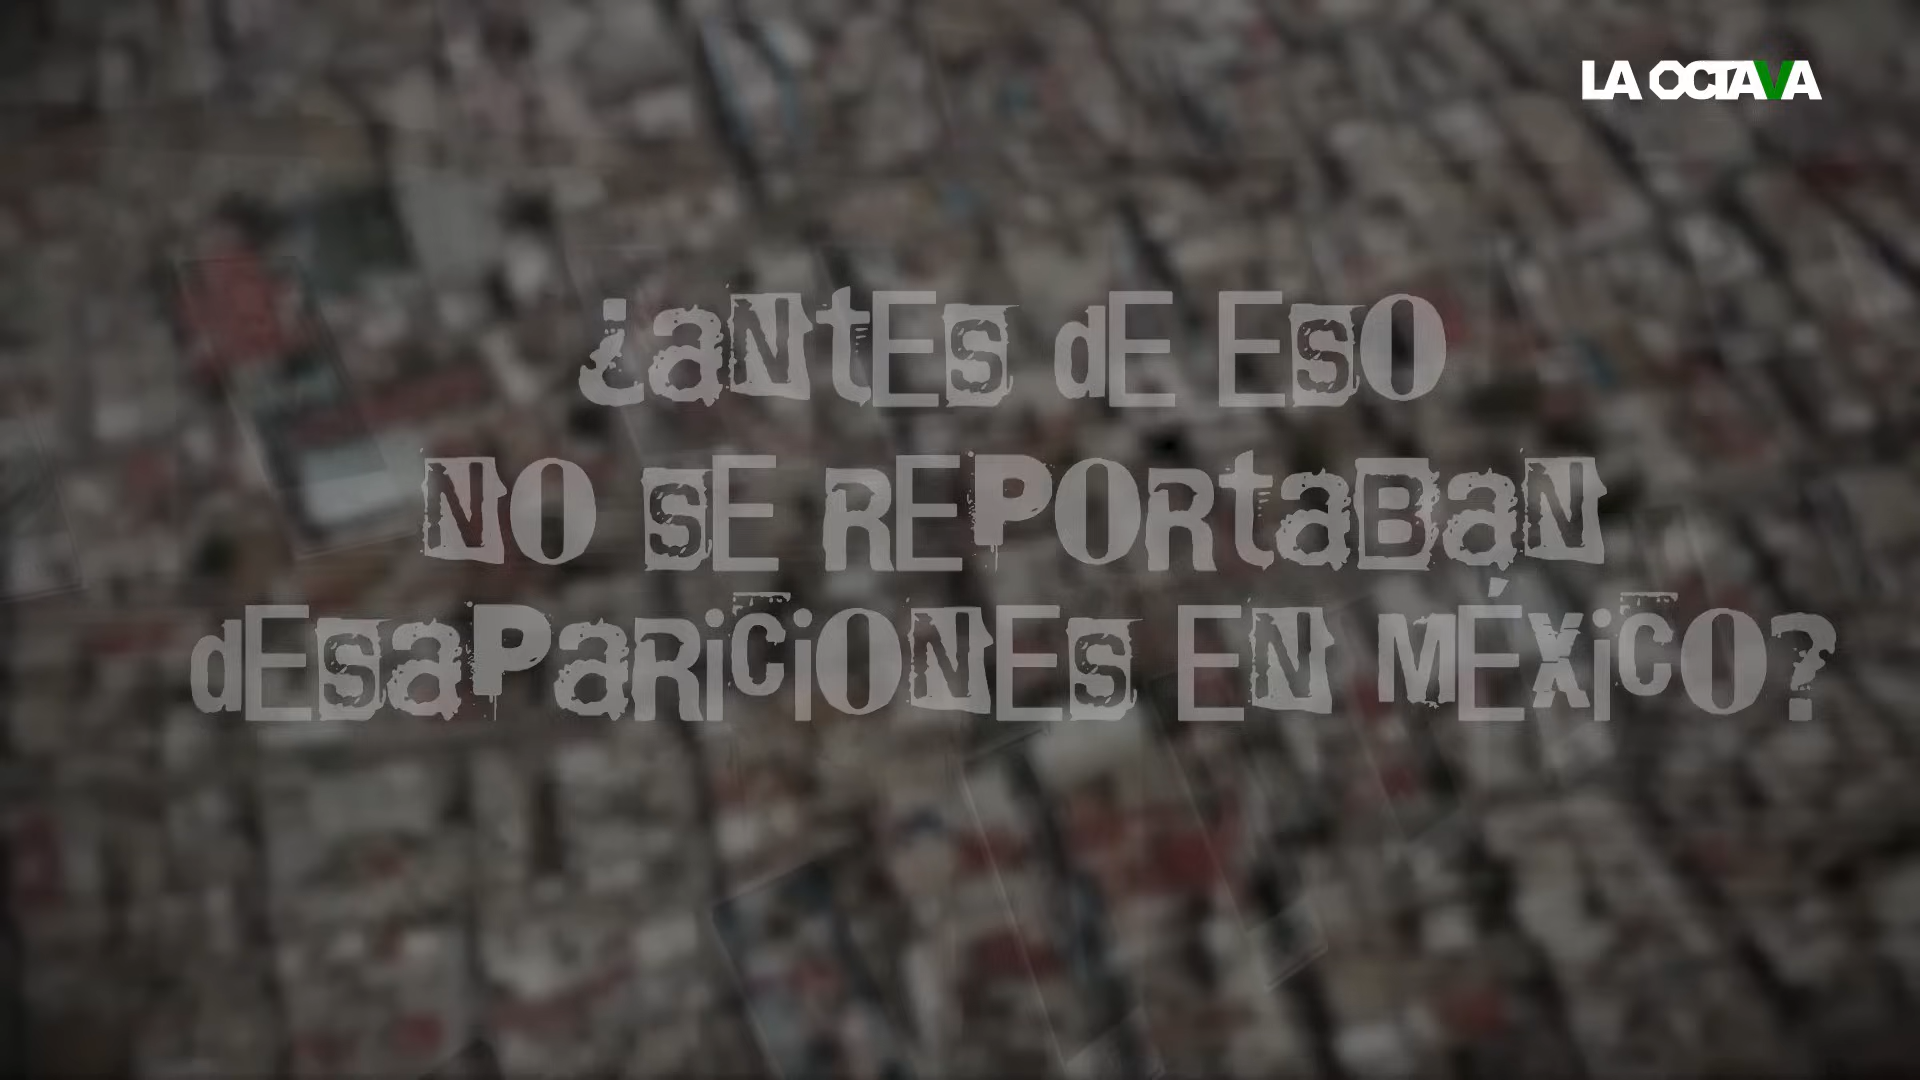 LA OCTAVA
¿aNtES dE ESO
NO SE REPORtaBaN
dESaPaRiCiONES EN MÉXiCO?